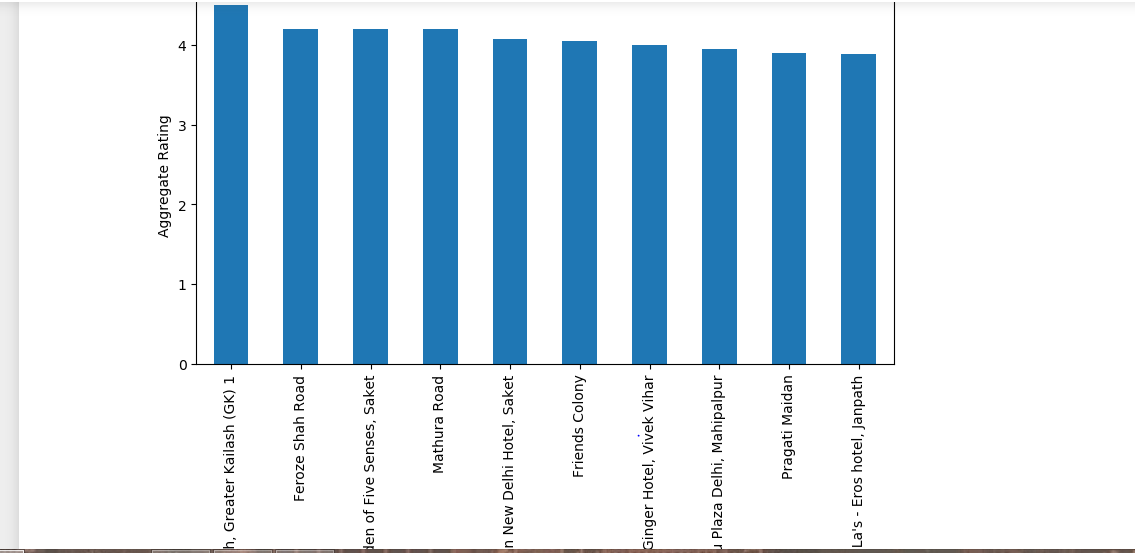 4
3
2
1
0
Aggregate Rating
h, Greater Kailash (GK) 1
Feroze Shah Road
den of Five Senses, Saket
Mathura Road
n New Delhi Hotel, Saket
Friends Colony
Ginger Hotel, Vivek Vihar
u Plaza Delhi, Mahipalpur
Pragati Maidan
La's - Eros hotel, Janpath